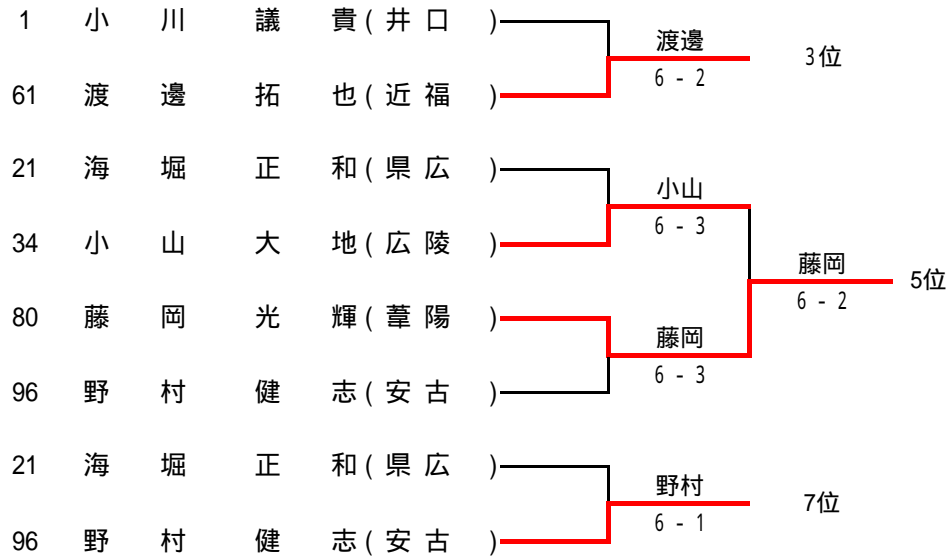 1 小川議貴(井口)
渡邊
6 - 2
3位
61 渡邊拓也(近福)
21 海堀正和(県広)
小山
6 - 3
34 小山大地(広陵)
藤岡
6 - 2
5位
80 藤岡光輝(葦陽)
藤岡
6 - 3
96 野村健志(安古)
21 海堀正和(県広)
野村
6 - 1
7位
96 野村健志(安古)